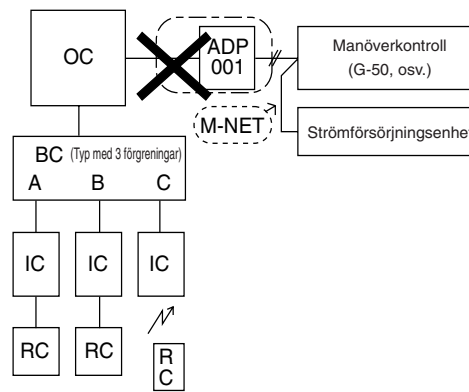 OC
ADP
001
Manöverkontroll
(G-50, osv.)
M-NET
Strömförsörjningsenhet
BC (Typ med 3 förgreningar)
A B C
IC IC IC
RC RC R
C